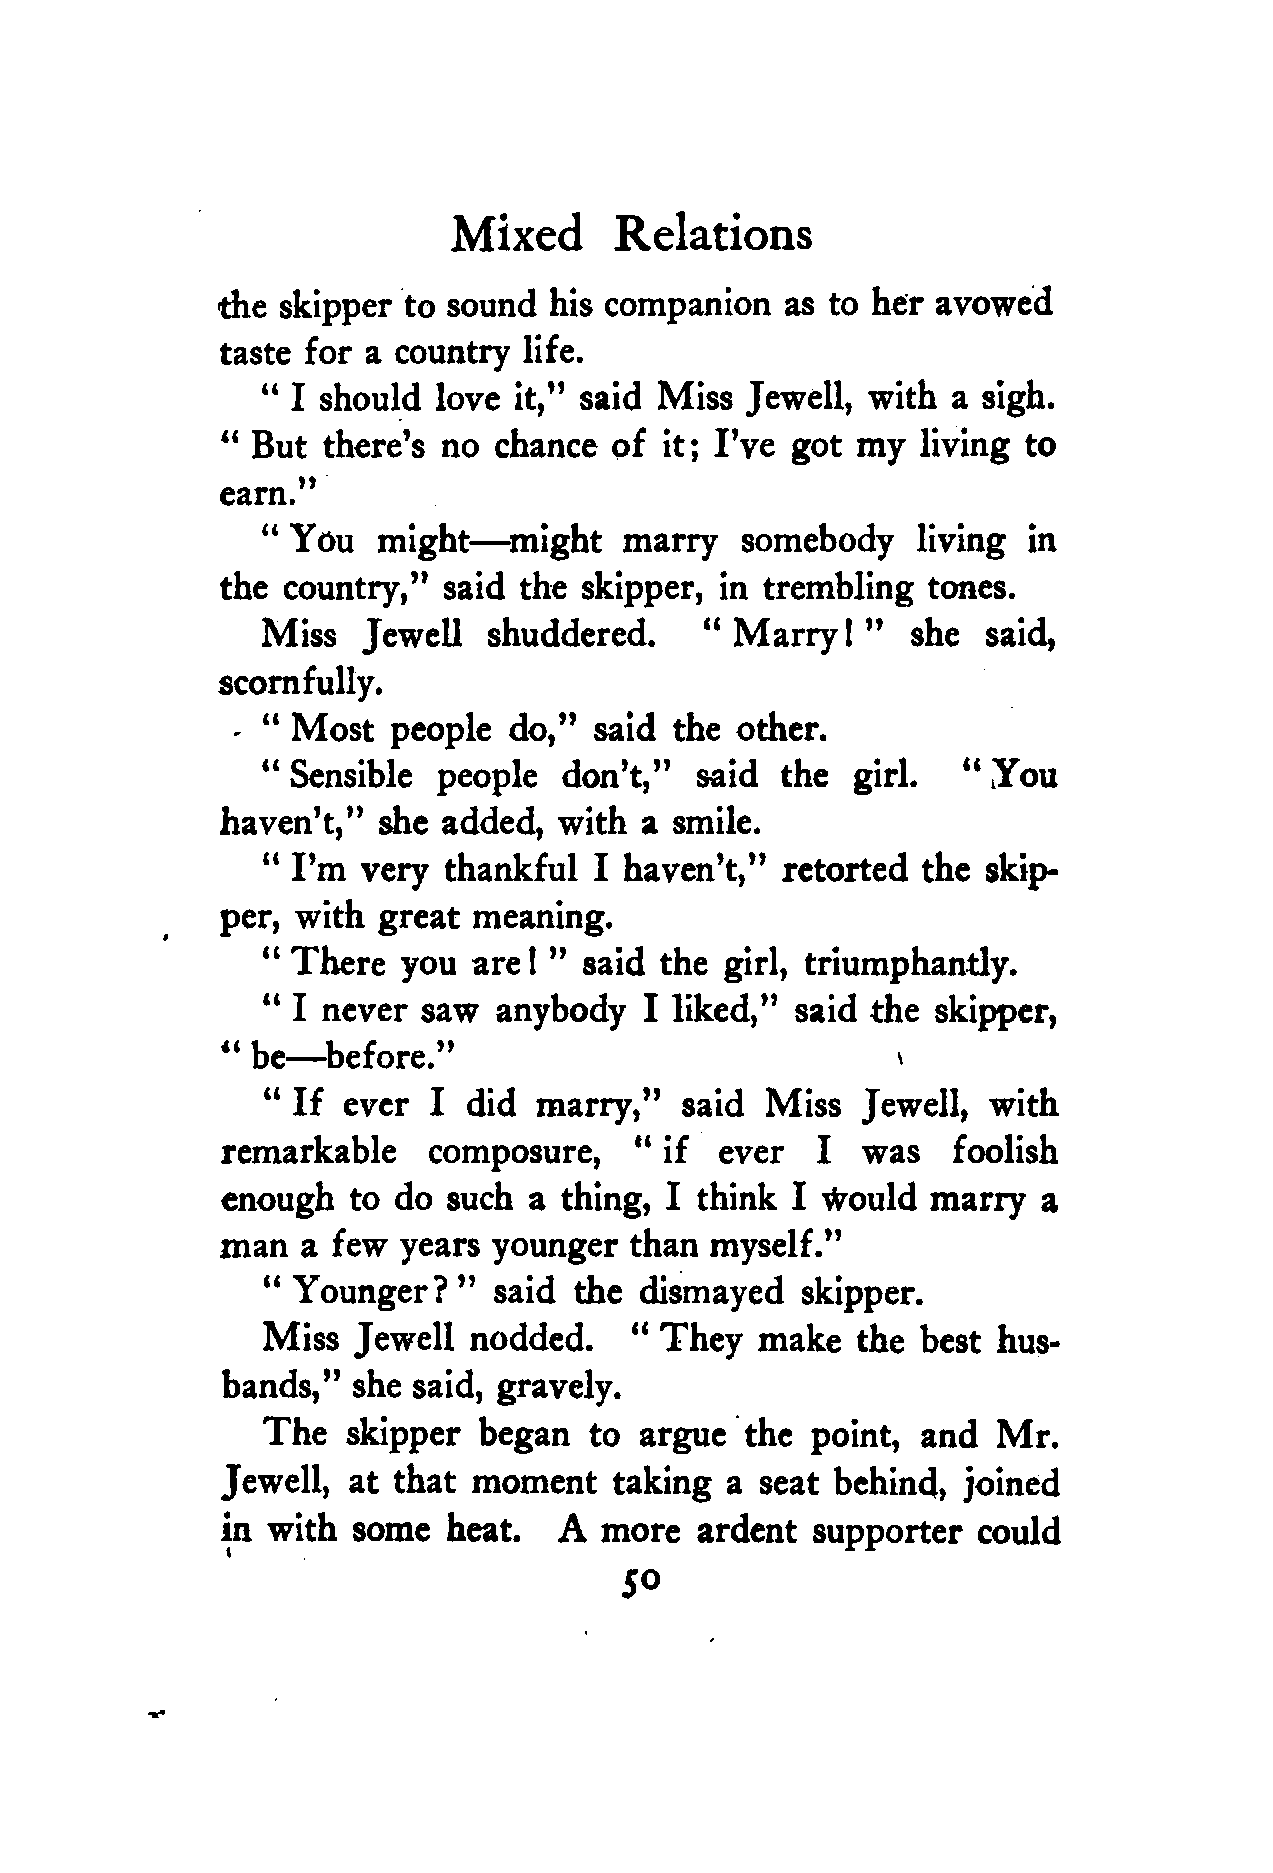 Mixed Relations
the skipper to sound his companion as to her avowed
taste for a country life.
" I should love it," said Miss Jewell, with a sigh.
" But there's no chance of it; I've got my living to
earn."
" You might—might marry somebody living in
the country," said the skipper, in trembling tones.
Miss Jewell shuddered. " Marry! " she said,
scornfully.
" Most people do," said the other.
" Sensible people don't," said the girl. " You
haven't," she added, with a smile.
" I'm very thankful I haven't," retorted the skip-
per, with great meaning.
" There you are! " said the girl, triumphantly.
" I never saw anybody I liked," said the skipper,
" be—before."
" If ever I did marry," said Miss Jewell, with
remarkable composure, " if ever I was foolish
enough to do such a thing, I think I would marry a
man a few years younger than myself."
" Younger? " said the dismayed skipper.
Miss Jewell nodded. " They make the best hus-
bands," she said, gravely.
The skipper began to argue the point, and Mr.
Jewell, at that moment taking a seat behind, joined
in with some heat. A more ardent supporter could
50